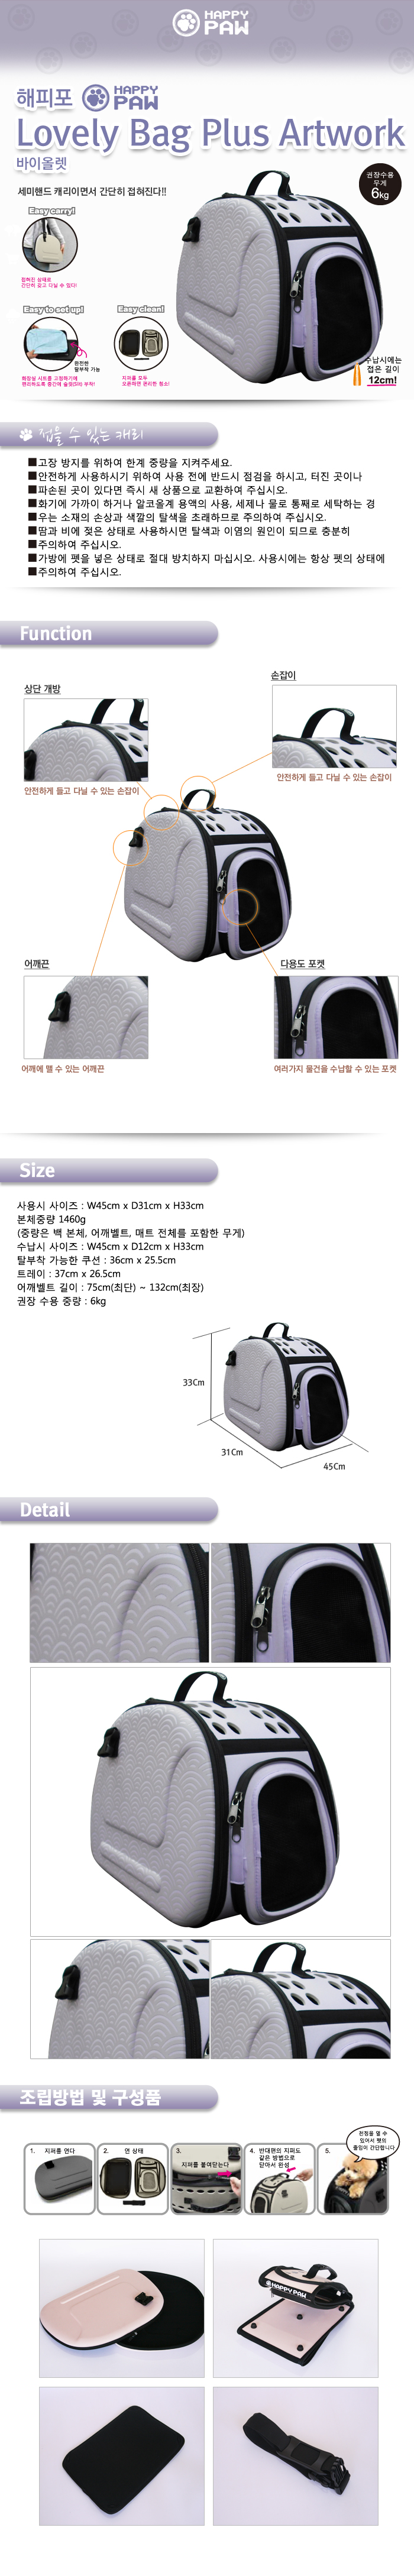 HAPPY
PAW
해피포
HAPPY
PAW
Lovely Bag Plus Artwork
바이올렛
세미핸드 캐리이면서 간단히 접혀진다!!
권장수용
무게
6kg
Easy carry!
접혀진 상태로
간단히 갖고 다닐 수 있다!
Easy to set up!
완전한
탈부착 가능
화장실 시트를 고정하기에
편리하도록 중간에 슬릿(Slit) 부착!
Easy clean!
지퍼를 모두
오픈하면 편리한 청소!
수납시에는
접은 길이
12cm!
접을 수 있는 캐리
■고장 방지를 위하여 한계 중량을 지켜주세요.
■안전하게 사용하시기 위하여 사용 전에 반드시 점검을 하시고, 터진 곳이나
■파손된 곳이 있다면 즉시 새 상품으로 교환하여 주십시오.
■화기에 가까이 하거나 알코올계 용액의 사용, 세제나 물로 통째로 세탁하는 경
■우는 소재의 손상과 색깔의 탈색을 초래하므로 주의하여 주십시오.
■땀과 비에 젖은 상태로 사용하시면 탈색과 이염의 원인이 되므로 충분히
■주의하여 주십시오.
■가방에 펫을 넣은 상태로 절대 방치하지 마십시오. 사용시에는 항상 펫의 상태에
■주의하여 주십시오.
Function
상단 개방
안전하게 들고 다닐 수 있는 손잡이
손잡이
안전하게 들고 다닐 수 있는 손잡이
어깨끈
어깨에 맬 수 있는 어깨끈
다용도 포켓
여러가지 물건을 수납할 수 있는 포켓
Size
사용시 사이즈 : W45cm x D31cm x H33cm
본체중량 1460g
(중량은 백 본체, 어깨벨트, 매트 전체를 포함한 무게)
수납시 사이즈 : W45cm x D12cm x H33cm
탈부착 가능한 쿠션 : 36cm x 25.5cm
트레이 : 37cm x 26.5cm
어깨벨트 길이 : 75cm(최단) ~ 132cm(최장)
권장 수용 중량 : 6kg
33Cm
31Cm
45Cm
Detail
조립방법 및 구성품
1. 지퍼를 연다
2. 연 상태
3.
지퍼를 붙여닫는다
4. 반대편의 지퍼도
같은 방법으로
닫아서 완성
5.
천정을 열 수
있어서 펫의
출입이 간단합니다
HAPPY PAW